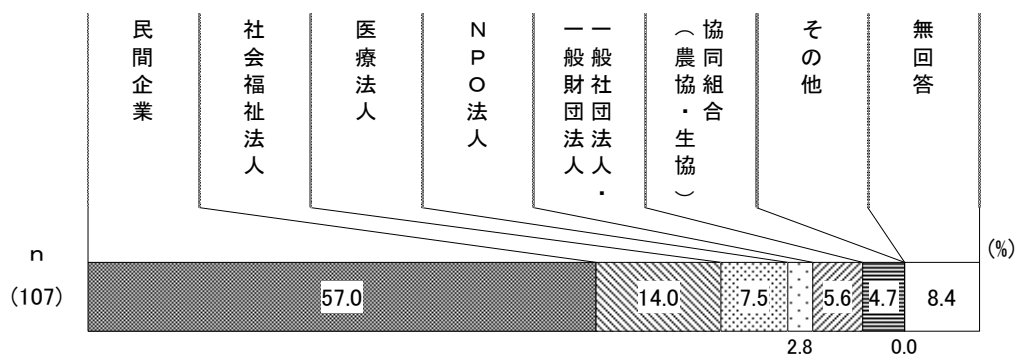 民間企業
社会福祉法人
医療法人
NPO法人
一般社団法人・
一般財団法人
協同組合
（農協・生協）
その他
無回答
(%)
n
(107)
57.0
14.0
7.5
2.8
5.6
4.7
0.0
8.4